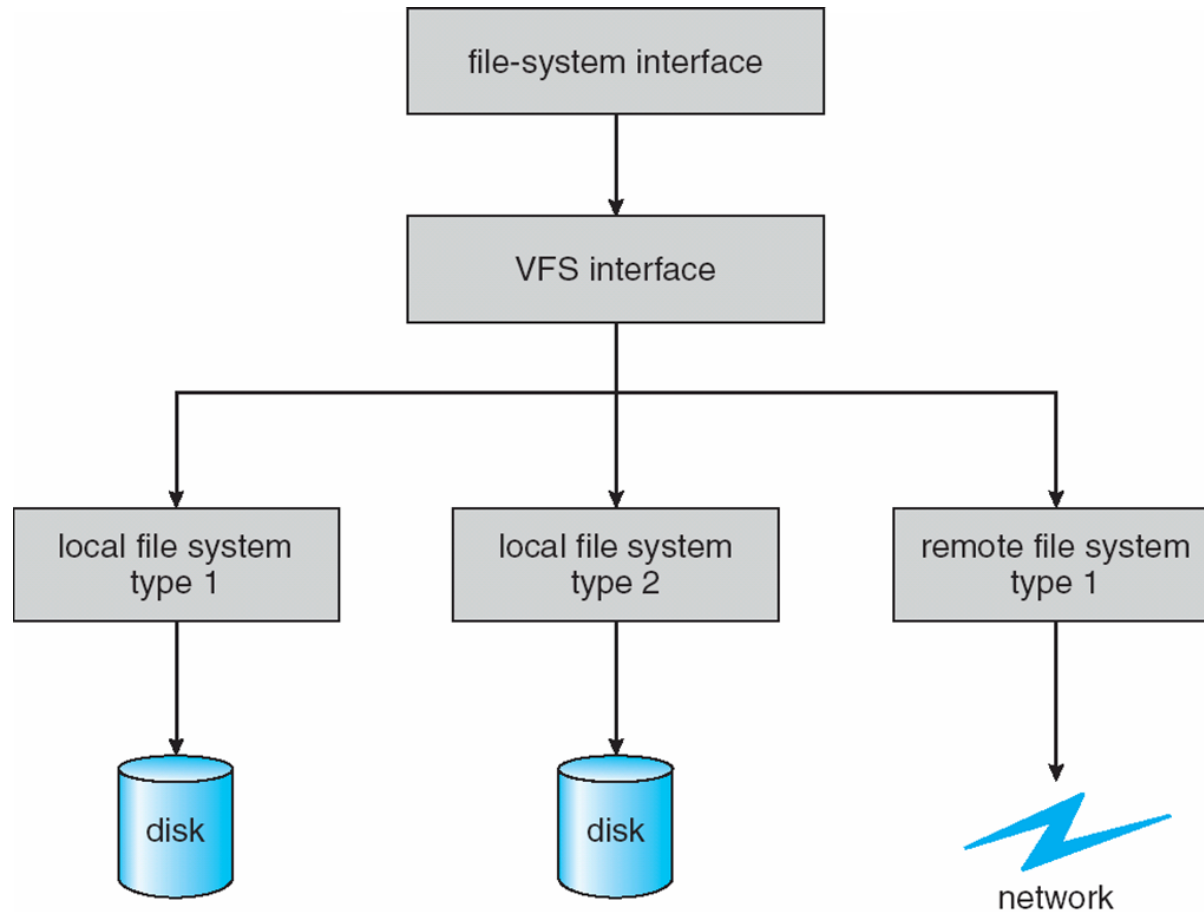 file-system interface
VFS interface
local file system
type 1
local file system
type 2
remote file system
type 1
disk
disk
network